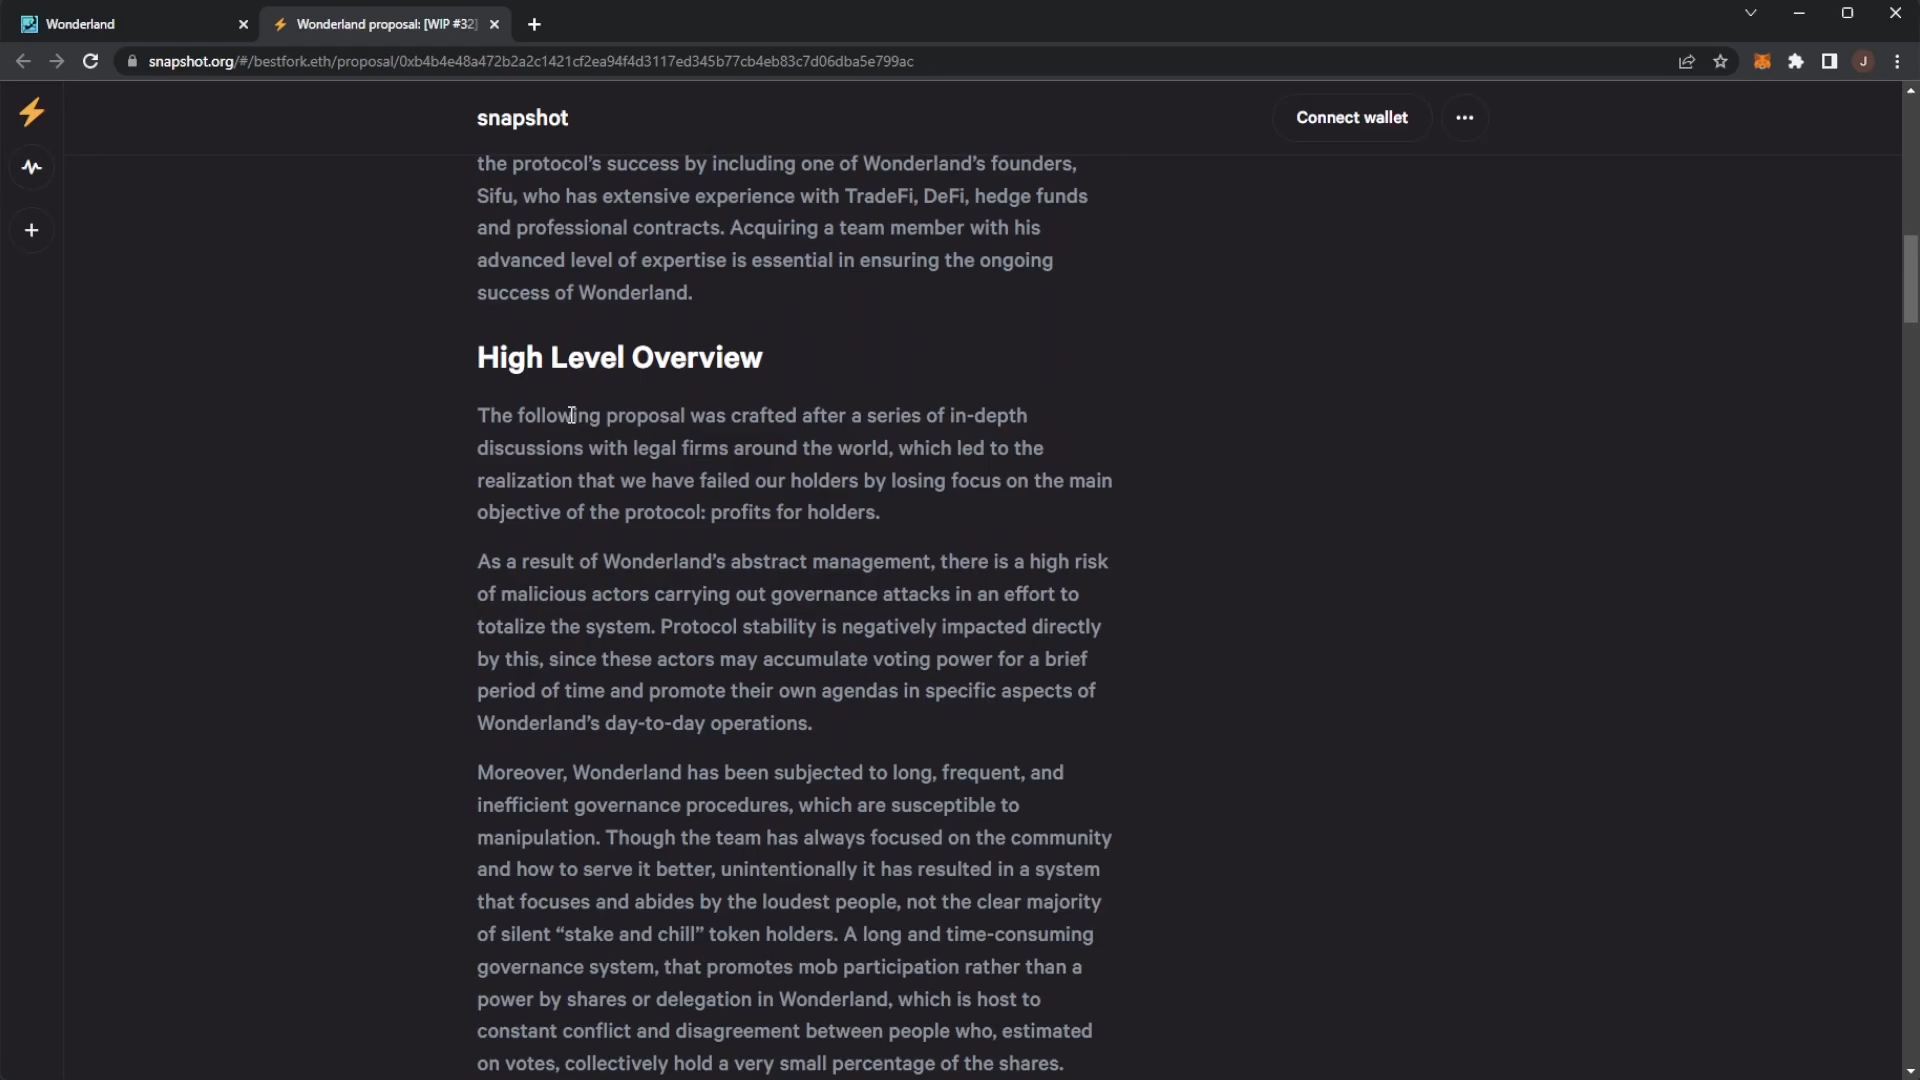 Wonderland
Wonderland proposal: [WIP #32]
snapshot.org/#/bestfork.eth/proposal/0xb4b4e48a472b2a2c1421cf2ea94f4d3117ed345b77cb4eb83c7d06dba5e799ac
J
snapshot
Connect wallet
the protocol’s success by including one of Wonderland’s founders,
Sifu, who has extensive experience with TradeFi, DeFi, hedge funds
and professional contracts. Acquiring a team member with his
advanced level of expertise is essential in ensuring the ongoing
success of Wonderland.
High Level Overview
The following proposal was crafted after a series of in-depth
discussions with legal firms around the world, which led to the
realization that we have failed our holders by losing focus on the main
objective of the protocol: profits for holders.
As a result of Wonderland’s abstract management, there is a high risk
of malicious actors carrying out governance attacks in an effort to
totalize the system. Protocol stability is negatively impacted directly
by this, since these actors may accumulate voting power for a brief
period of time and promote their own agendas in specific aspects of
Wonderland’s day-to-day operations.
Moreover, Wonderland has been subjected to long, frequent, and
inefficient governance procedures, which are susceptible to
manipulation. Though the team has always focused on the community
and how to serve it better, unintentionally it has resulted in a system
that focuses and abides by the loudest people, not the clear majority
of silent “stake and chill” token holders. A long and time-consuming
governance system, that promotes mob participation rather than a
power by shares or delegation in Wonderland, which is host to
constant conflict and disagreement between people who, estimated
on votes, collectively hold a very small percentage of the shares.